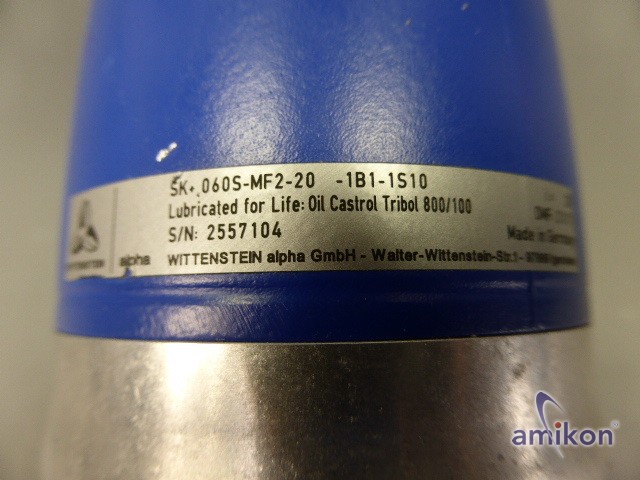 SK+ 060S-MF2-20 -1B1-1S10
Lubricated for Life: Oil Castrol Tribol 800/100
S/N: 2557104
Made in Germany
WITTENSTEIN alpha
WITTENSTEIN alpha GmbH - Walter-Wittenstein-Str.1 -
amikon